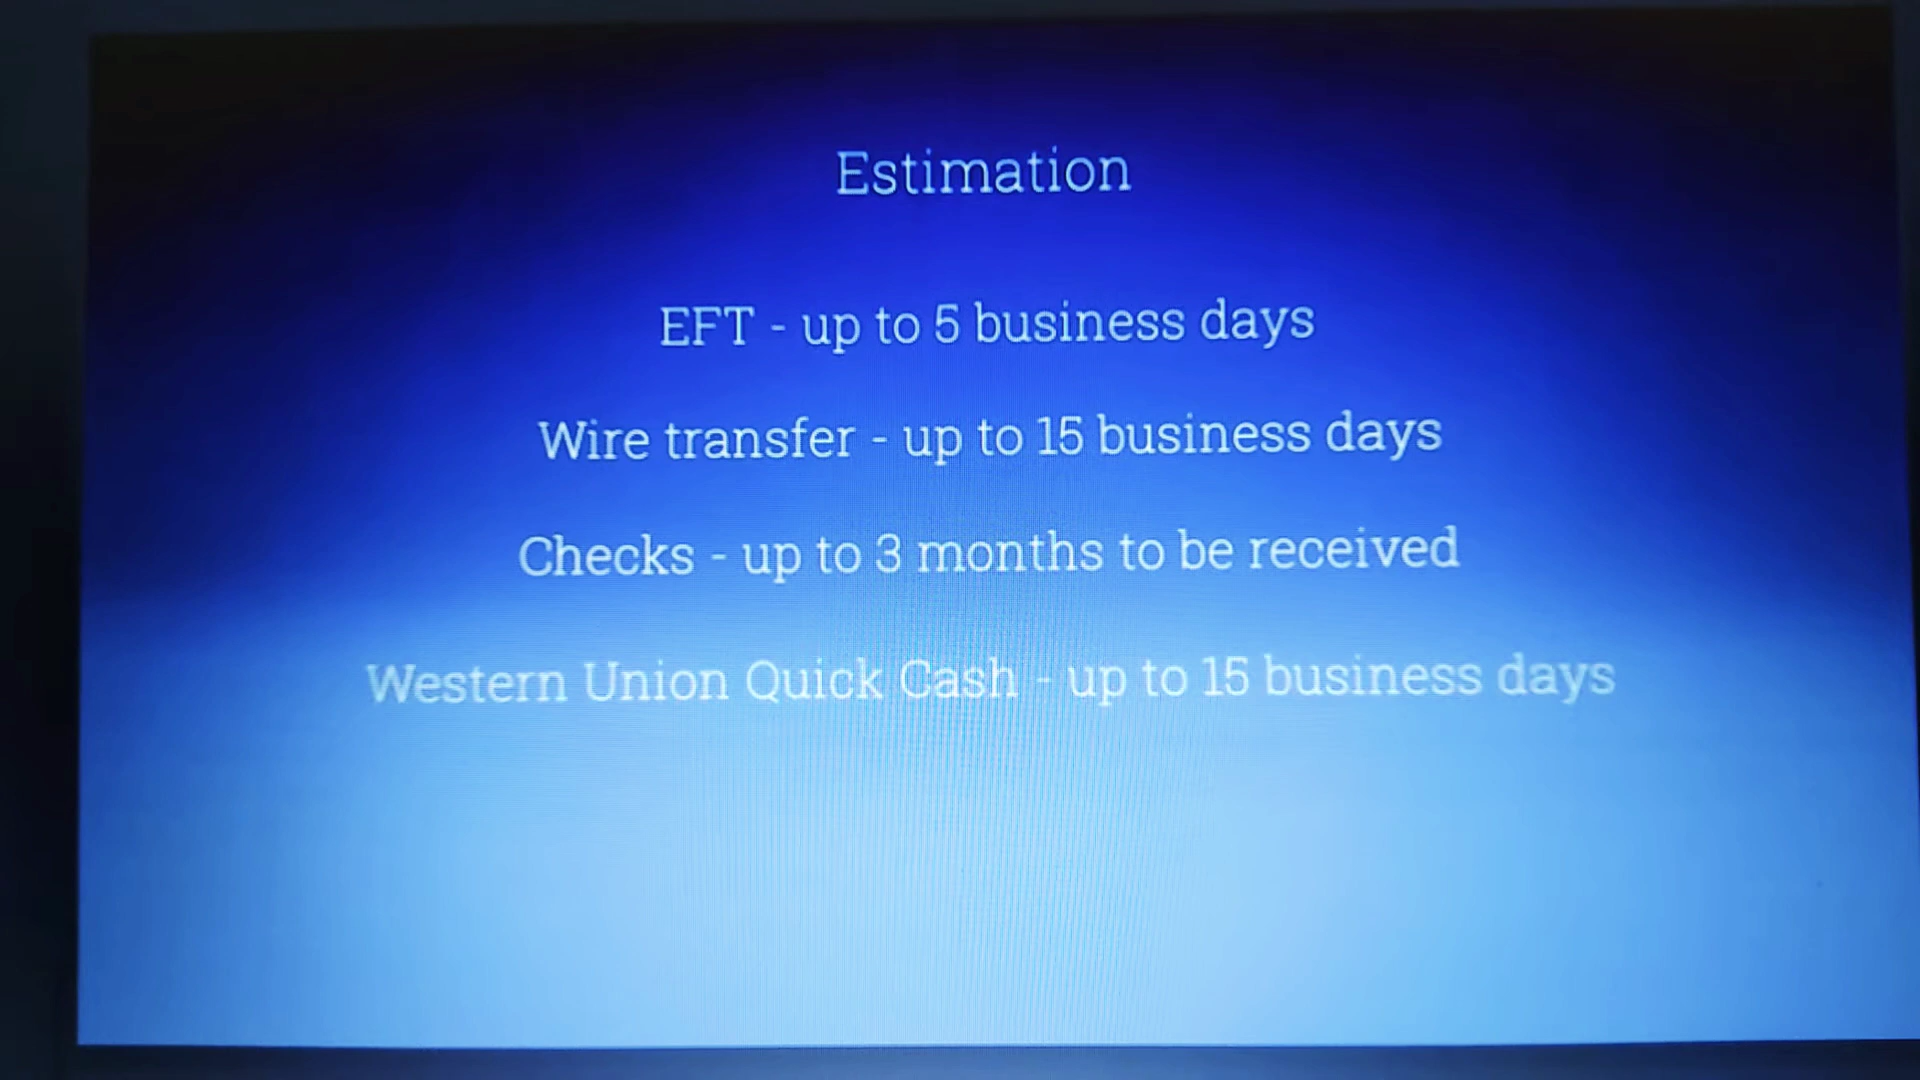 Estimation
EFT - up to 5 business days
Wire transfer - up to 15 business days
Checks - up to 3 months to be received
Western Union Quick Cash - up to 15 business days